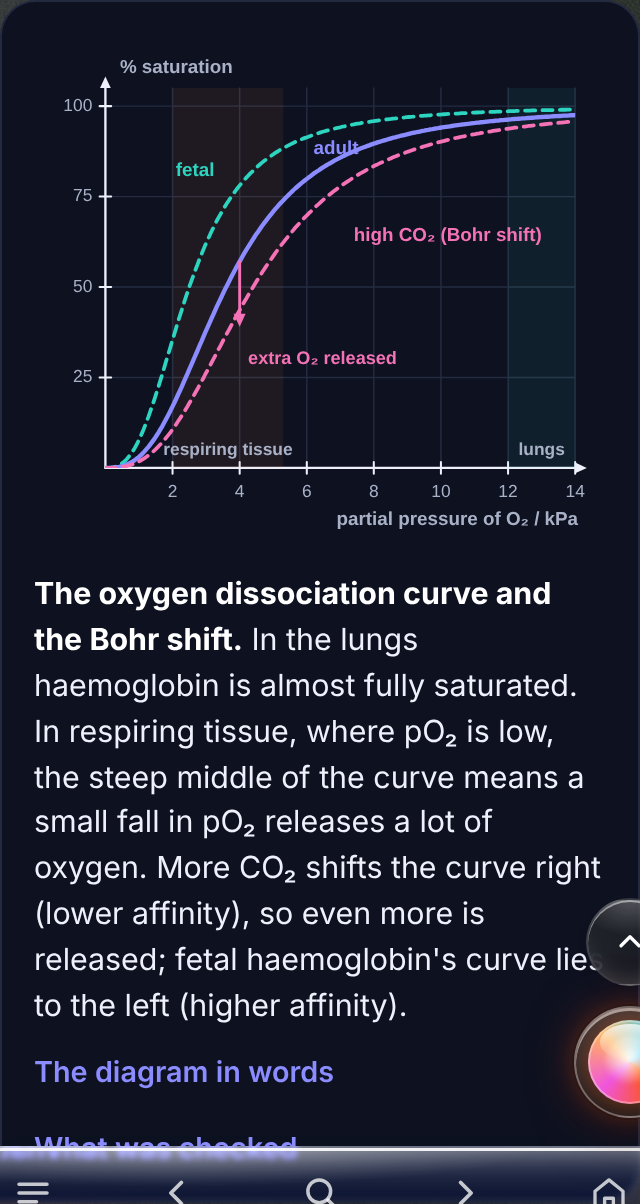 % saturation
100
fetal
adult
75
high CO₂ (Bohr shift)
50
extra O₂ released
25
respiring tissue
lungs
2 4 6 8 10 12 14
partial pressure of O₂ / kPa
The oxygen dissociation curve and
the Bohr shift. In the lungs
haemoglobin is almost fully saturated.
In respiring tissue, where pO₂ is low,
the steep middle of the curve means a
small fall in pO₂ releases a lot of
oxygen. More CO₂ shifts the curve right
(lower affinity), so even more is
released; fetal haemoglobin's curve lies
to the left (higher affinity).
The diagram in words
What was checked